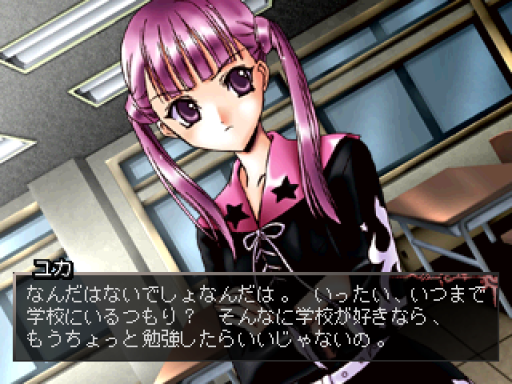 ユカ
なんだはないでしょなんだは。　いったい、いつまで
学校にいるつもり？　そんなに学校が好きなら、
もうちょっと勉強したらいいじゃないの。